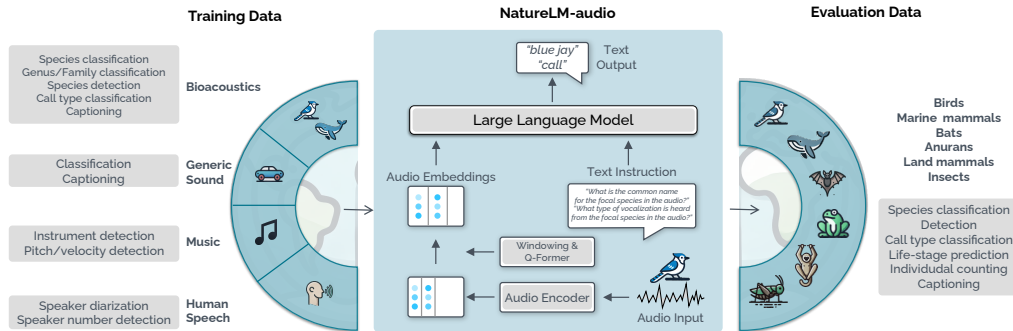 Training Data
Species classification
Genus/Family classification
Species detection
Call type classification
Captioning
Bioacoustics
Classification
Captioning
Generic
Sound
Instrument detection
Pitch/velocity detection
Music
Speaker diarization
Speaker number detection
Human
Speech
NatureLM-audio
"blue jay"
"call"
Text
Output
Large Language Model
Audio Embeddings
Text Instruction
"What is the common name
for the focal species in the audio?"
"What type of vocalization is heard
from the focal species in the audio?"
Windowing &
Q-Former
Audio Encoder
Audio Input
Evaluation Data
Birds
Marine mammals
Bats
Anurans
Land mammals
Insects
Species classification
Detection
Call type classification
Life-stage prediction
Individudal counting
Captioning